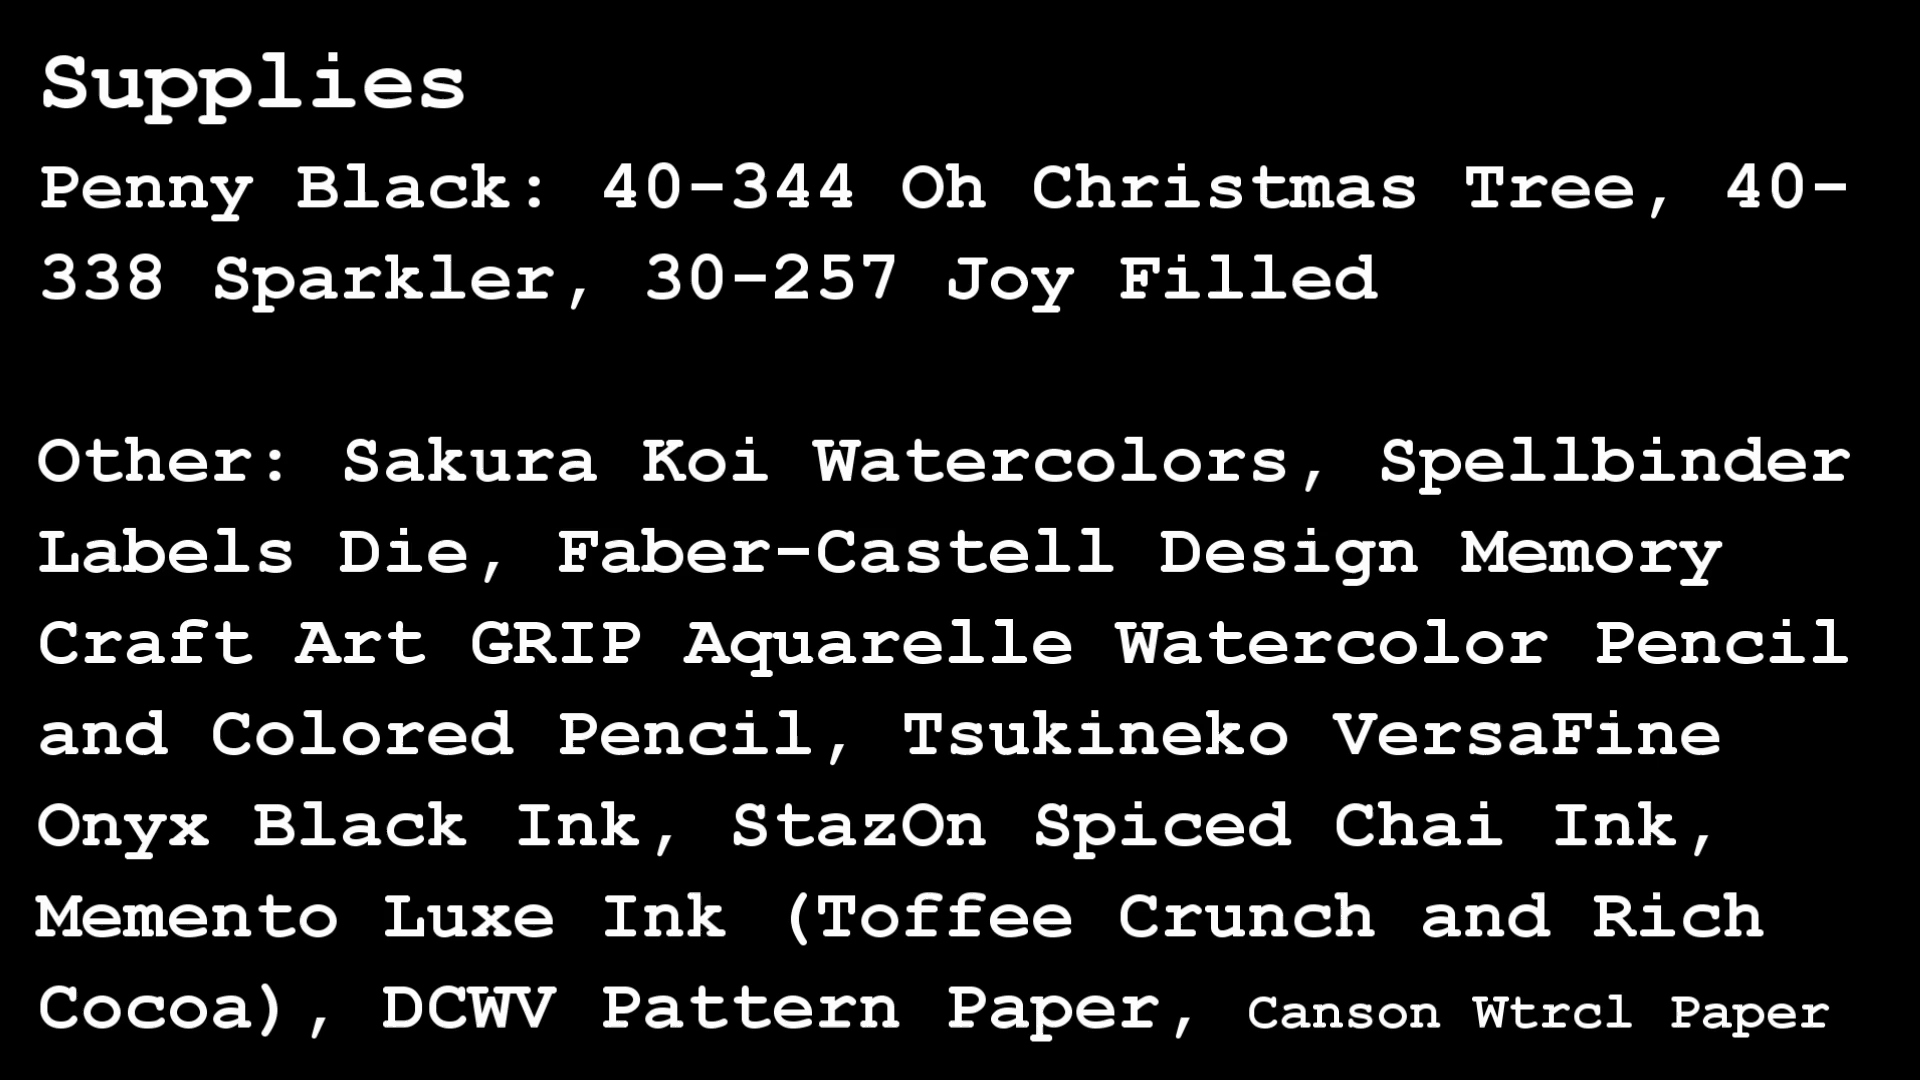 Supplies
Penny Black: 40-344 Oh Christmas Tree, 40-
338 Sparkler, 30-257 Joy Filled
Other: Sakura Koi Watercolors, Spellbinder
Labels Die, Faber-Castell Design Memory
Craft Art GRIP Aquarelle Watercolor Pencil
and Colored Pencil, Tsukineko VersaFine
Onyx Black Ink, StazOn Spiced Chai Ink,
Memento Luxe Ink (Toffee Crunch and Rich
Cocoa), DCWV Pattern Paper, Canson Wtrcl Paper